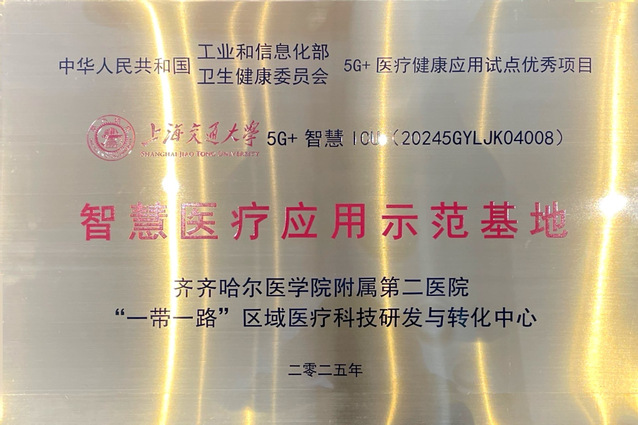 中华人民共和国 工业和信息化部 卫生健康委员会 5G+医疗健康应用试点优秀项目
上海交通大学 5G+智慧ICU（20245GYLJK04008）
SHANGHAI JIAO TONG UNIVERSITY
智慧医疗应用示范基地
齐齐哈尔医学院附属第二医院
“一带一路”区域医疗科技研发与转化中心
二零二五年